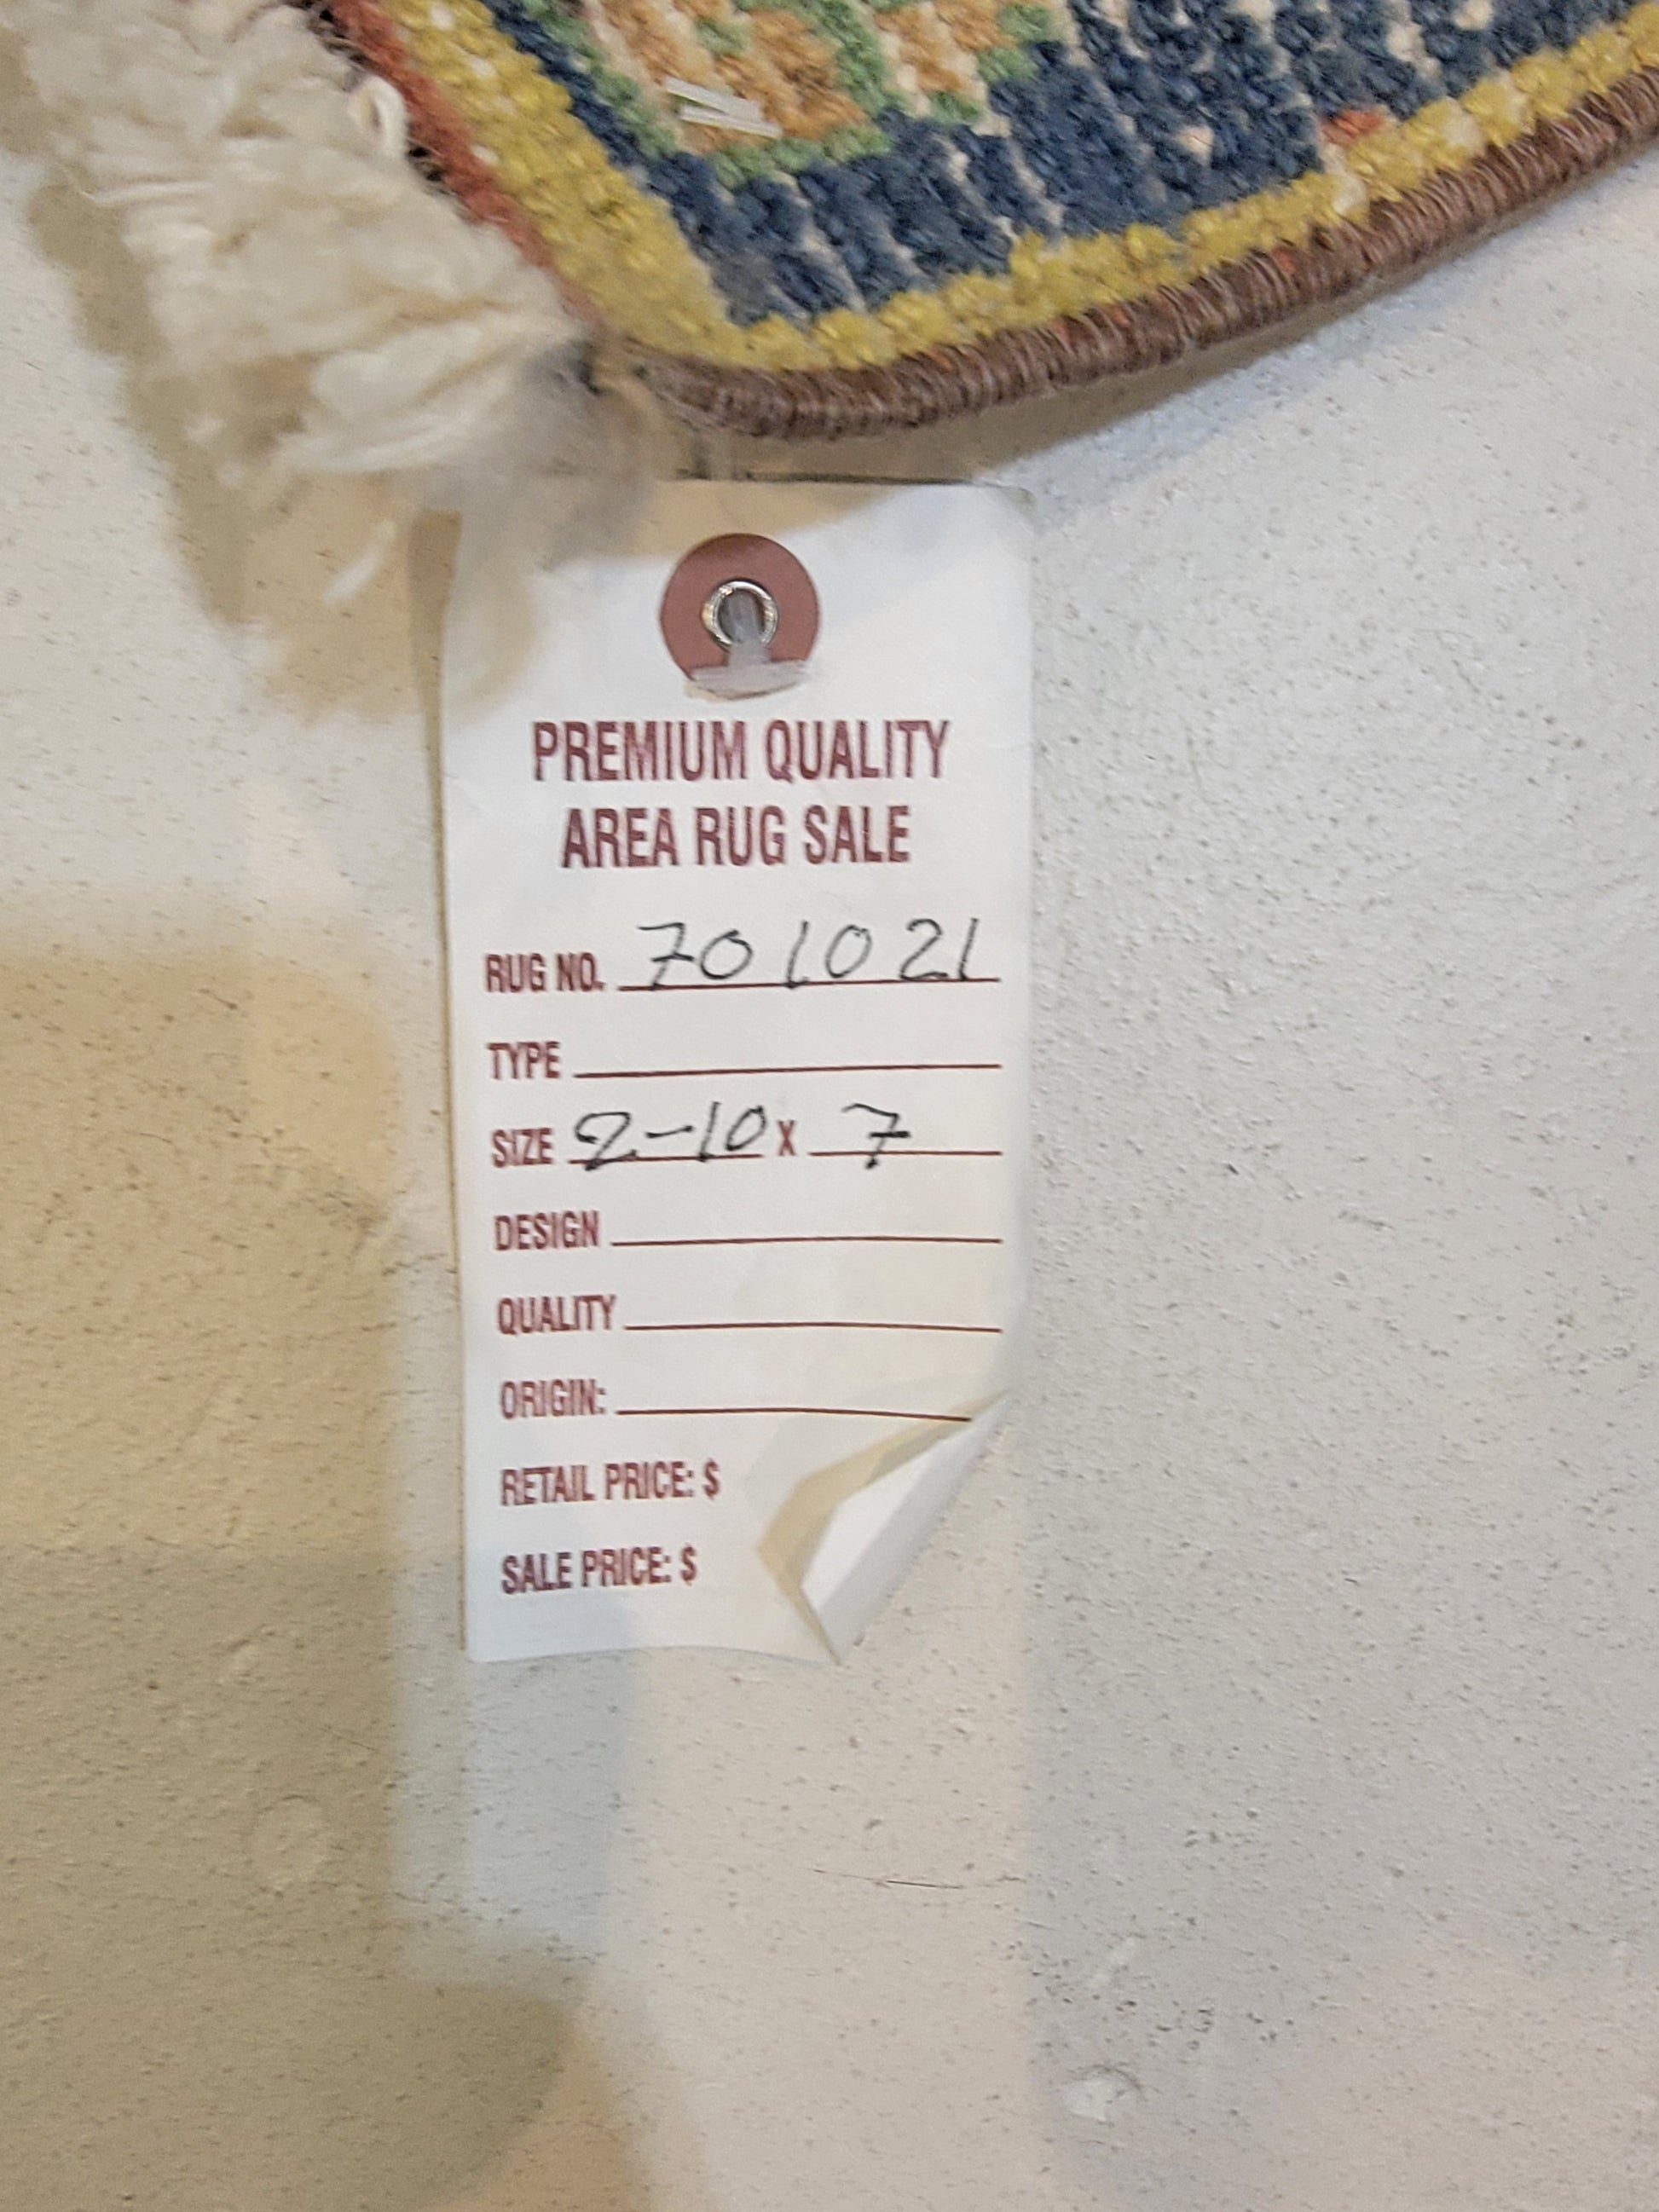 PREMIUM QUALITY
AREA RUG SALE
RUG NO. 701021
TYPE
SIZE 2-10 X 7
DESIGN
QUALITY
ORIGIN:
RETAIL PRICE: $
SALE PRICE: $